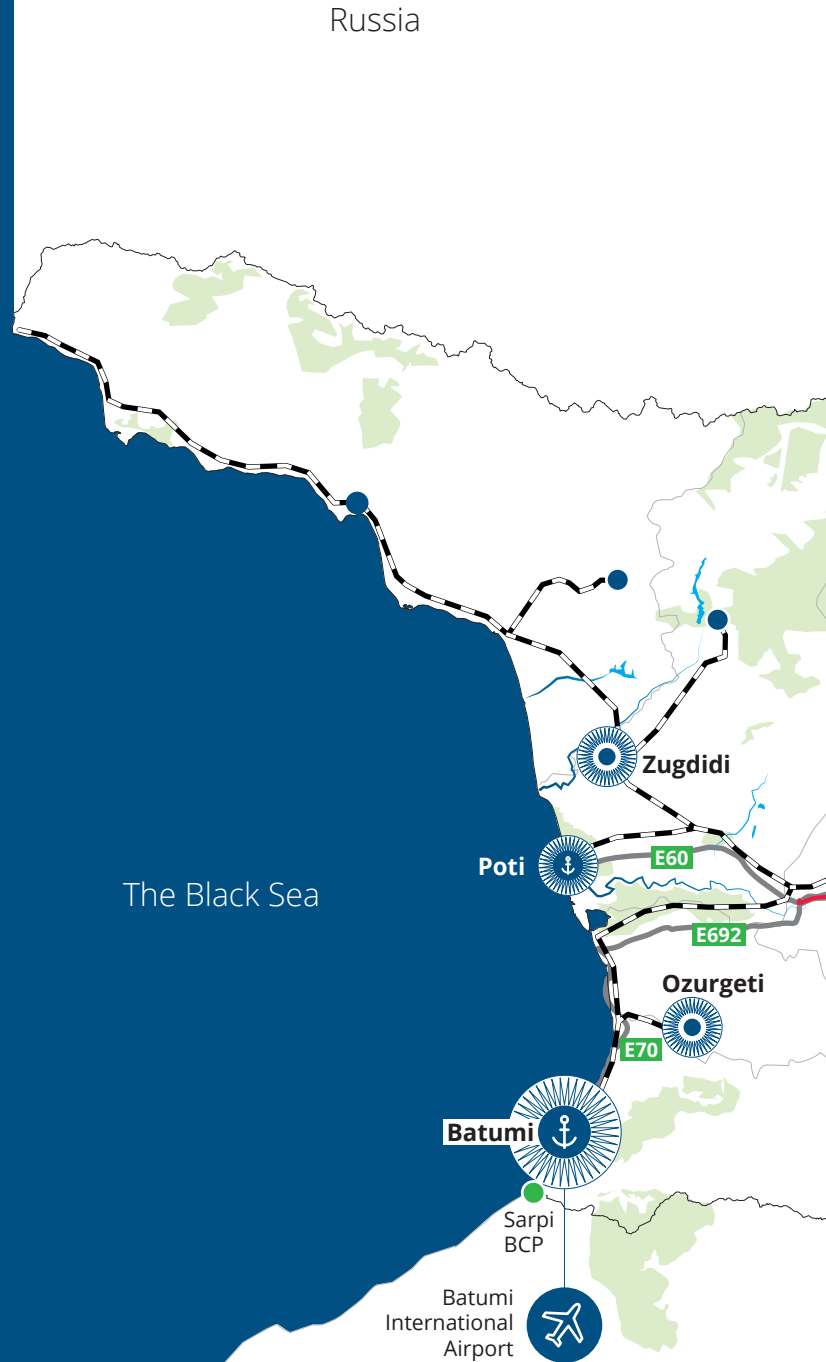 Russia
Zugdidi
Poti
E60
The Black Sea
E692
Ozurgeti
E70
Batumi
Sarpi
BCP
Batumi
International
Airport